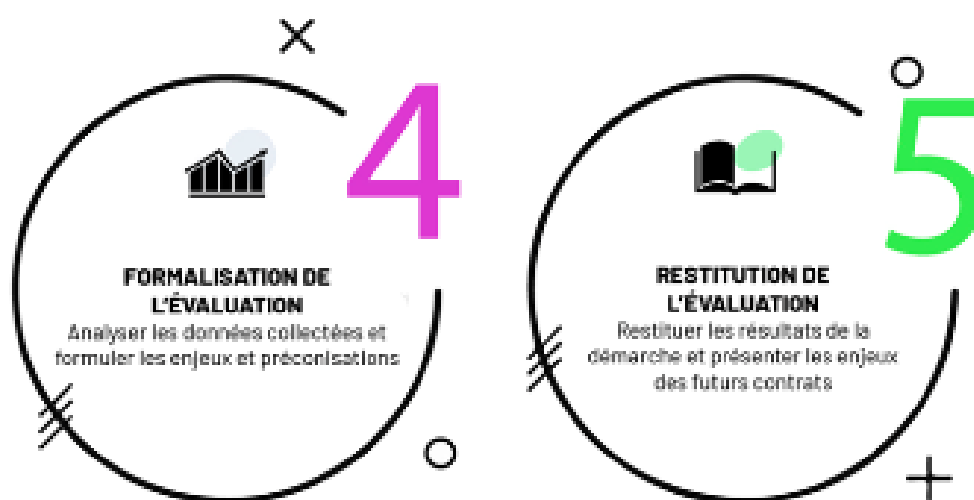 4
FORMALISATION DE
L'ÉVALUATION
Analyser les données collectées et
formuler les enjeux et préconisations
5
RESTITUTION DE
L'ÉVALUATION
Restituer les résultats de la
démarche et présenter les enjeux
des futurs contrats